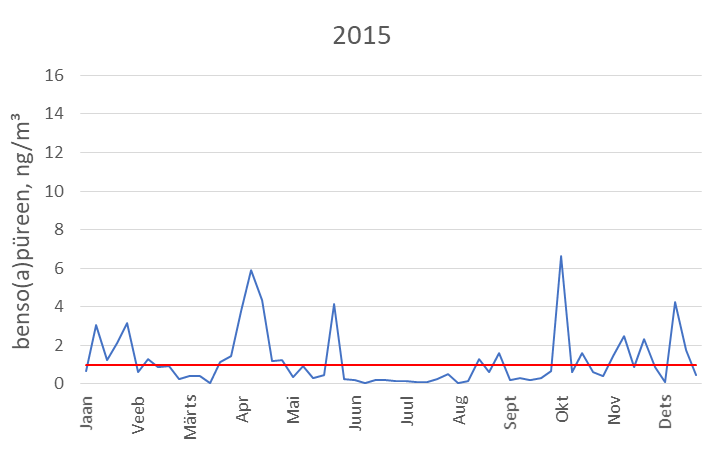 2015
benso(a)püreen, ng/m³
16
14
12
10
8
6
4
2
0
Jaan
Veeb
Märts
Apr
Mai
Juun
Juul
Aug
Sept
Okt
Nov
Dets